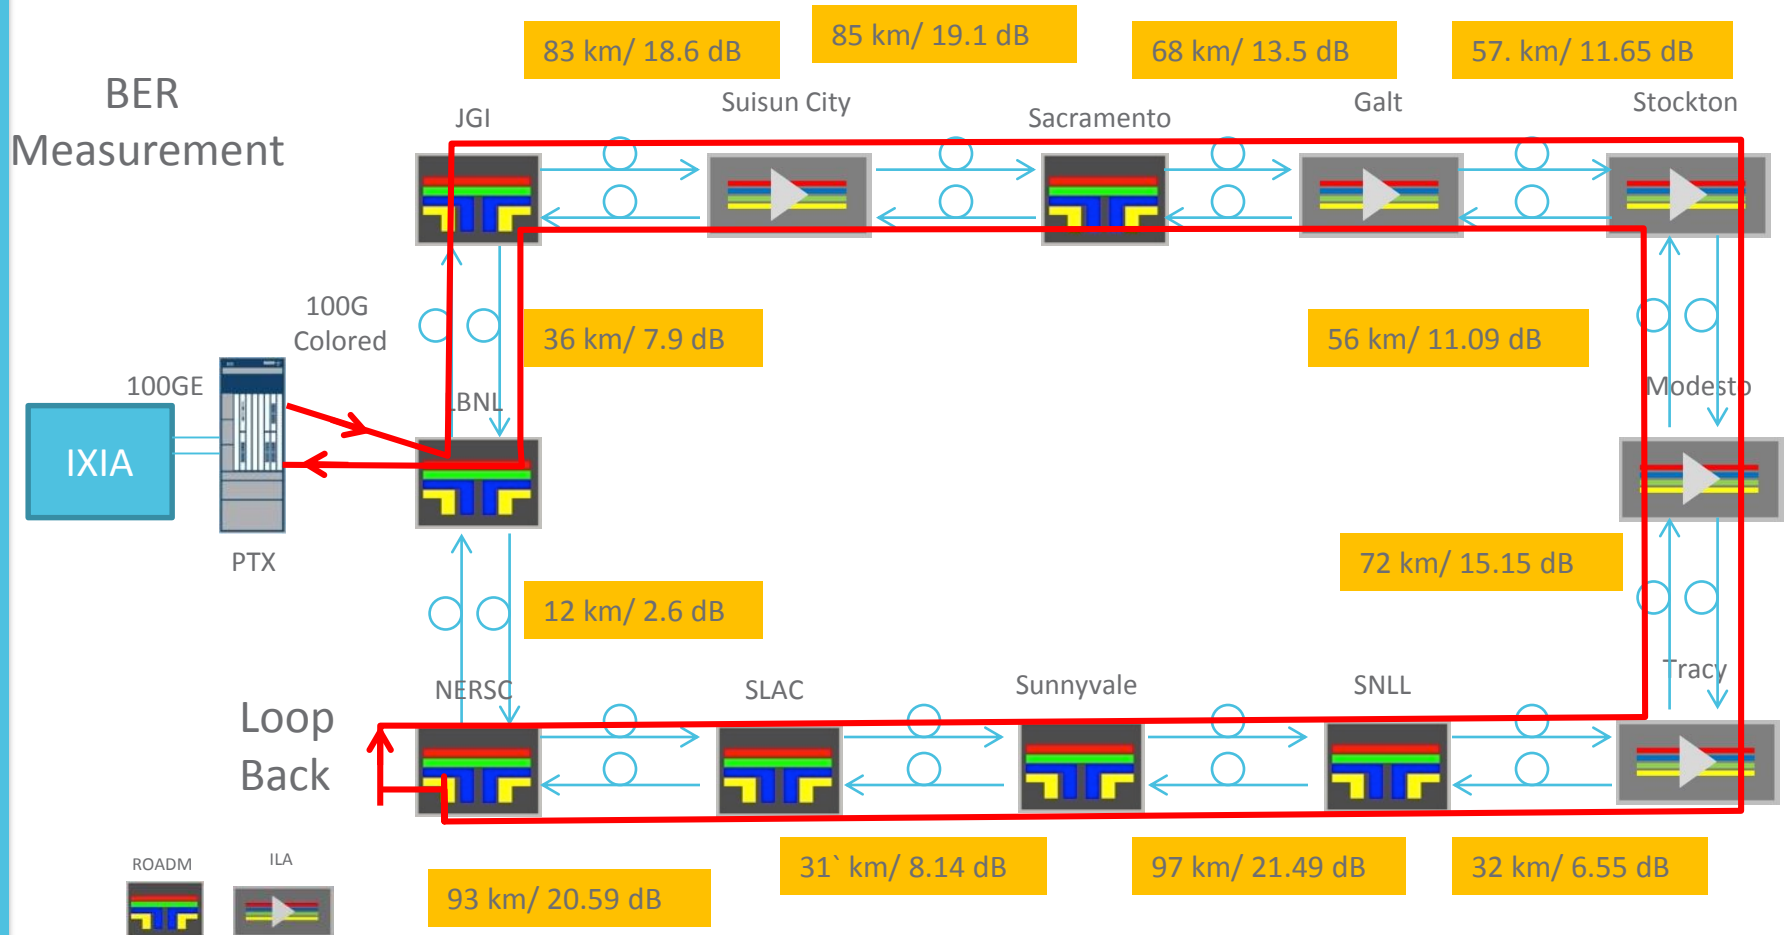 83 km/ 18.6 dB
85 km/ 19.1 dB
68 km/ 13.5 dB
57. km/ 11.65 dB
BER
Measurement
JGI
Suisun City
Sacramento
Galt
Stockton
100G
Colored
36 km/ 7.9 dB
56 km/ 11.09 dB
100GE
LBNL
Modesto
IXIA
PTX
72 km/ 15.15 dB
12 km/ 2.6 dB
NERSC
SLAC
Sunnyvale
SNLL
Tracy
Loop
Back
ROADM
ILA
93 km/ 20.59 dB
31` km/ 8.14 dB
97 km/ 21.49 dB
32 km/ 6.55 dB